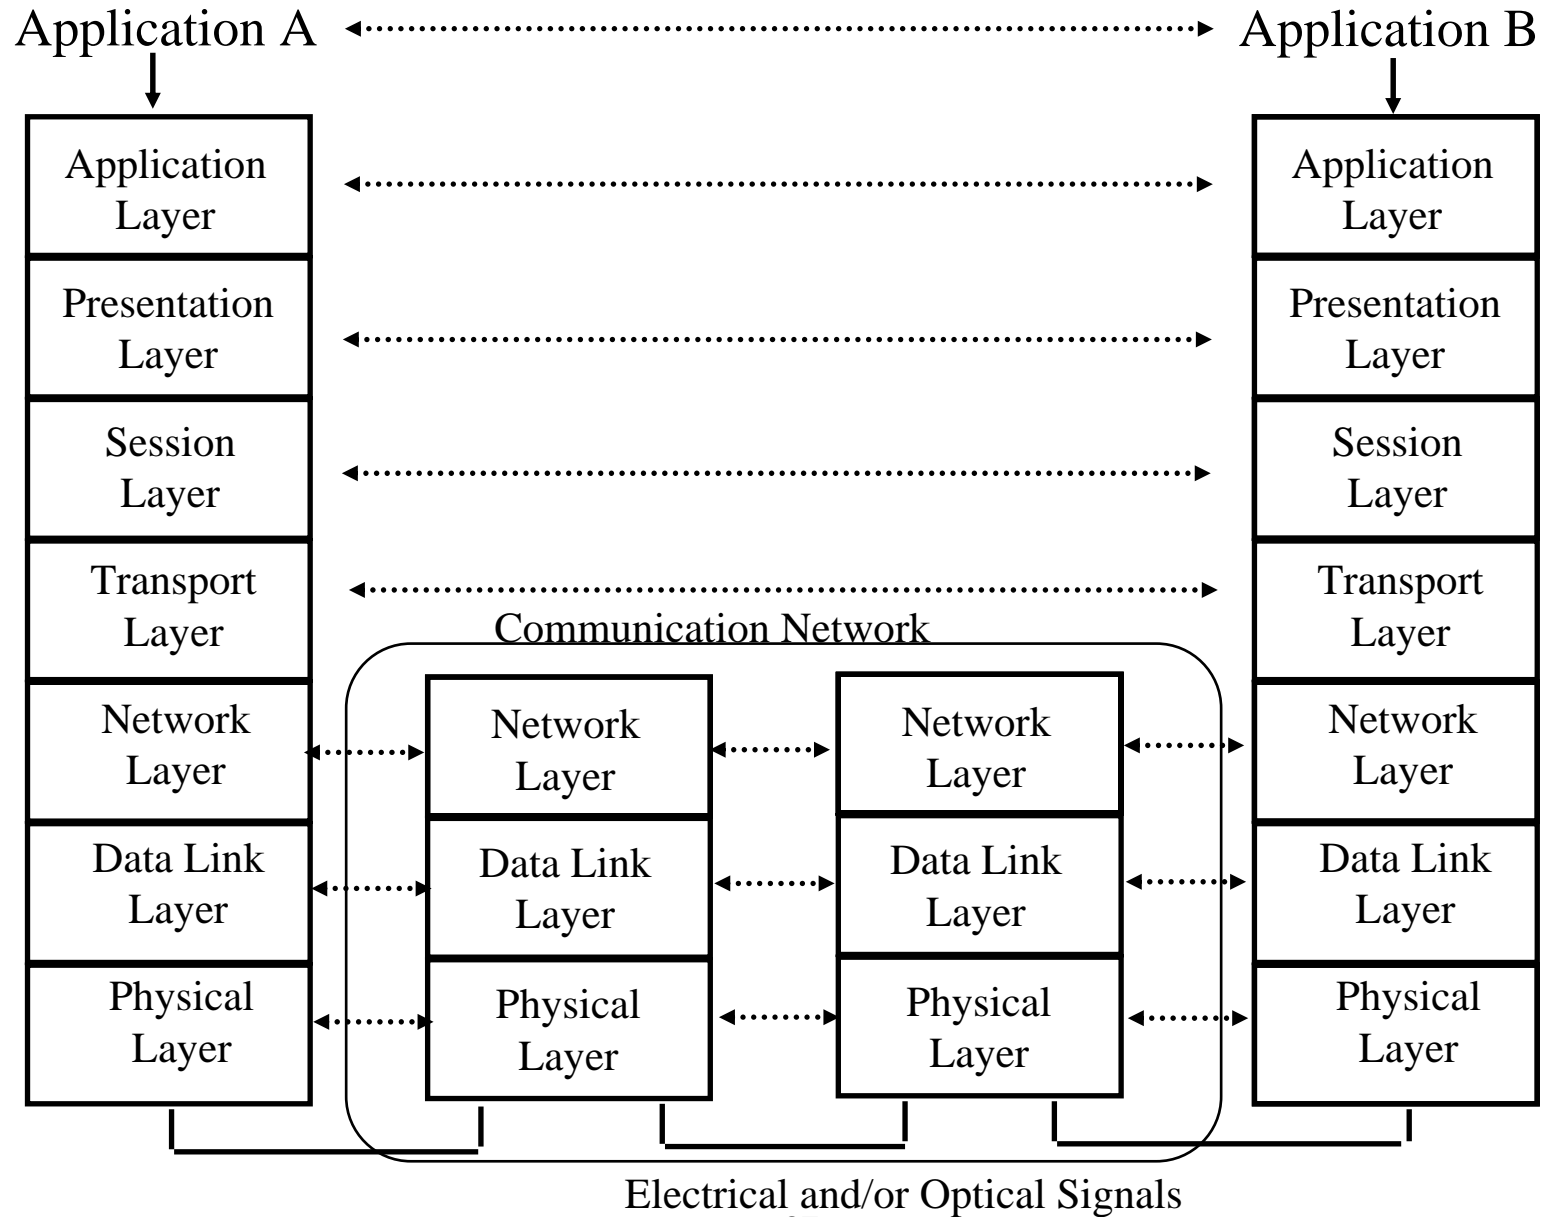 Application A
Application B
Application
Layer
Presentation
Layer
Session
Layer
Transport
Layer
Network
Layer
Data Link
Layer
Physical
Layer
Communication Network
Network
Layer
Data Link
Layer
Physical
Layer
Network
Layer
Data Link
Layer
Physical
Layer
Application
Layer
Presentation
Layer
Session
Layer
Transport
Layer
Network
Layer
Data Link
Layer
Physical
Layer
Electrical and/or Optical Signals